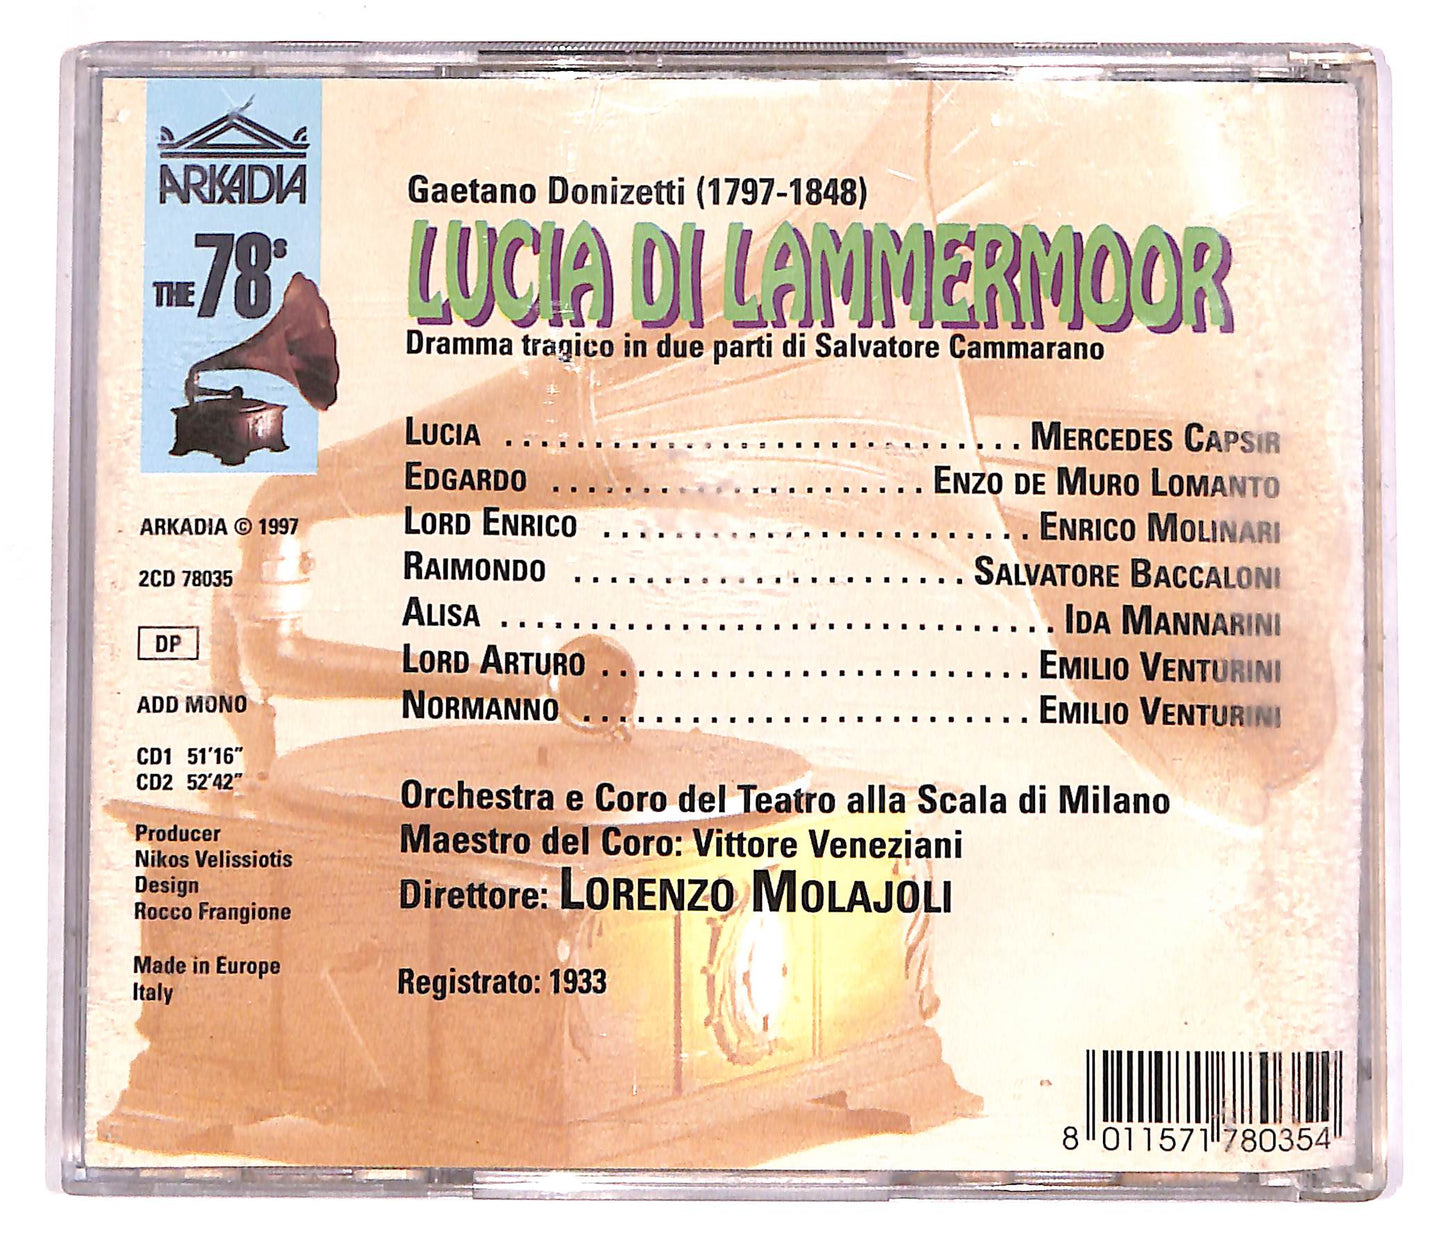 ARKADIA
THE 78s
ARKADIA © 1997
2CD 78035
DP
ADD MONO
CD1 51'16"
CD2 52'42"
Producer
Nikos Velissiotis
Design
Rocco Frangione
Made in Europe
Italy
Gaetano Donizetti (1797-1848)
LUCIA DI LAMMERMOOR
Dramma tragico in due parti di Salvatore Cammarano
LUCIA ............................. MERCEDES CAPSIR
EDGARDO ..................... ENZO DE MURO LOMANTO
LORD ENRICO ........................ ENRICO MOLINARI
RAIMONDO ...................... SALVATORE BACCALONI
ALISA ............................... IDA MANNARINI
LORD ARTURO ........................ EMILIO VENTURINI
NORMANNO ......................... EMILIO VENTURINI
Orchestra e Coro del Teatro alla Scala di Milano
Maestro del Coro: Vittore Veneziani
Direttore: LORENZO MOLAJOLI
Registrato: 1933
8 011571 780354